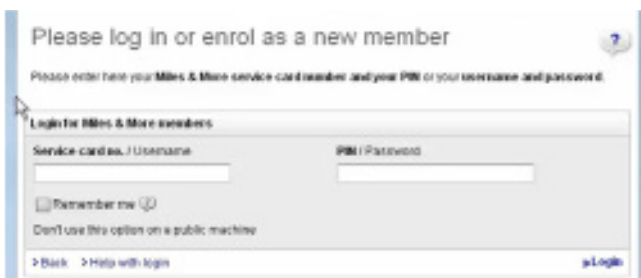 Please log in or enrol as a new member
?
Please enter here your Miles & More service card number and your PIN or your username and password.
Login for Miles & More members
Service card no. / Username PIN / Password
Remember me ?
Don't use this option on a public machine
Back Help with login Login